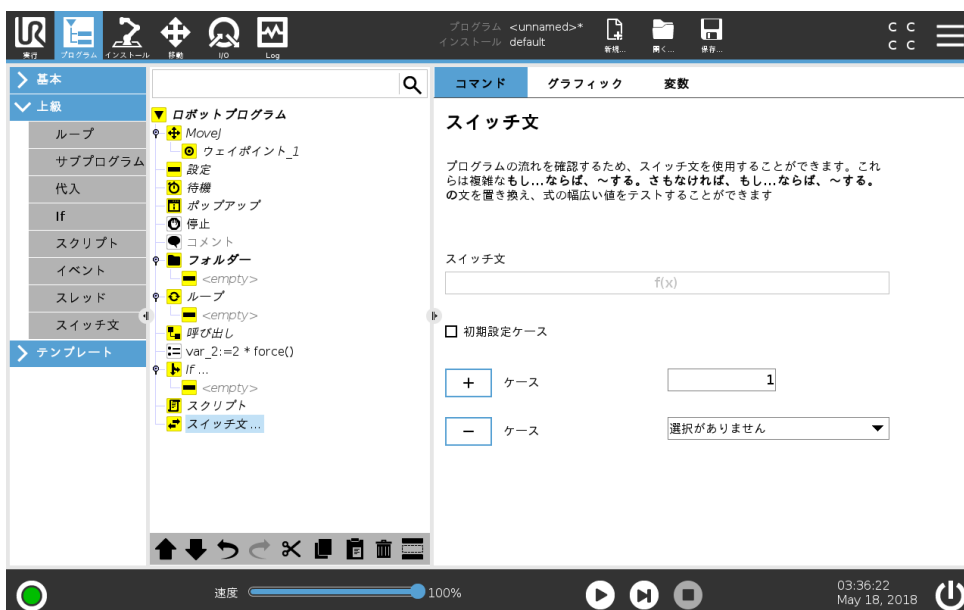 UR
実行
プログラム
インストール
移動
I/O
Log
プログラム <unnamed>*
インストール default
新規...
開く...
保存...
C C
C C
基本
上級
ループ
サブプログラム
代入
If
スクリプト
イベント
スレッド
スイッチ文
テンプレート
ロボットプログラム
MoveJ
ウェイポイント_1
設定
待機
ポップアップ
停止
コメント
フォルダー
<empty>
ループ
<empty>
呼び出し
var_2:=2 * force()
If ...
<empty>
スクリプト
スイッチ文 ...
コマンド グラフィック 変数
スイッチ文
プログラムの流れを確認するため、スイッチ文を使用することができます。これ
らは複雑なもし...ならば、～する。さもなければ、もし...ならば、～する。
の文を置き換え、式の幅広い値をテストすることができます
スイッチ文
f(x)
初期設定ケース
+ ケース 1
− ケース 選択がありません
速度 100%
03:36:22
May 18, 2018